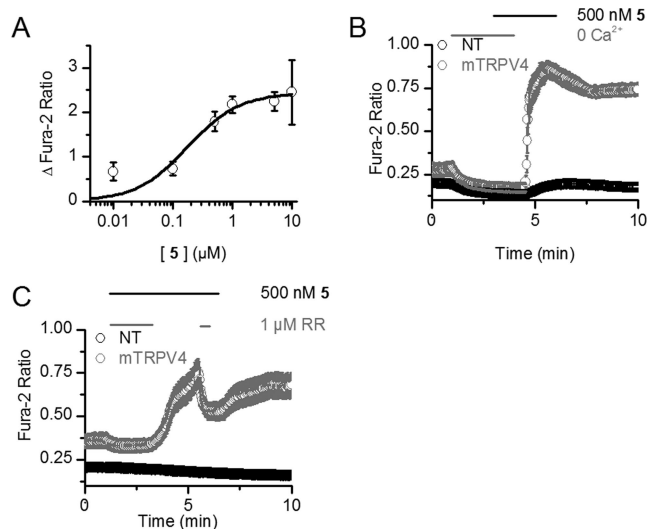 A
Δ Fura-2 Ratio
3
2
1
0
0.01
0.1
1
10
[ 5 ] (μM)
B
500 nM 5
0 Ca²⁺
NT
mTRPV4
Fura-2 Ratio
1.00
0.75
0.50
0.25
0
5
10
Time (min)
C
500 nM 5
1 μM RR
NT
mTRPV4
Fura-2 Ratio
1.00
0.75
0.50
0.25
0
5
10
Time (min)